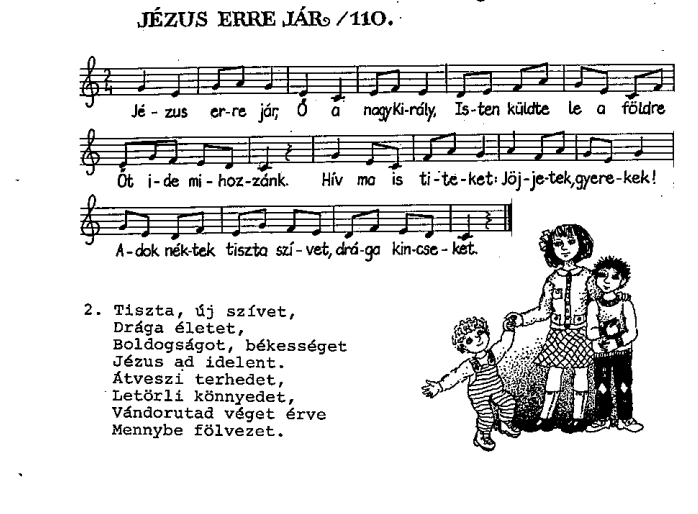 JÉZUS ERRE JÁR /110.
Jé - zus er-re jár, Ő a nagy Ki-rály, Is-ten küldte le a földre
Őt i-de mi-hoz-zánk. Hív ma is ti-te-ket: Jöj-je-tek, gyere-kek!
A-dok nék-tek tiszta szí-vet, drá-ga kin-cse-ket.
2. Tiszta, új szívet,
Drága életet,
Boldogságot, békességet
Jézus ad idelent.
Átveszi terhedet,
Letörli könnyedet,
Vándorutad véget érve
Mennybe fölvezet.